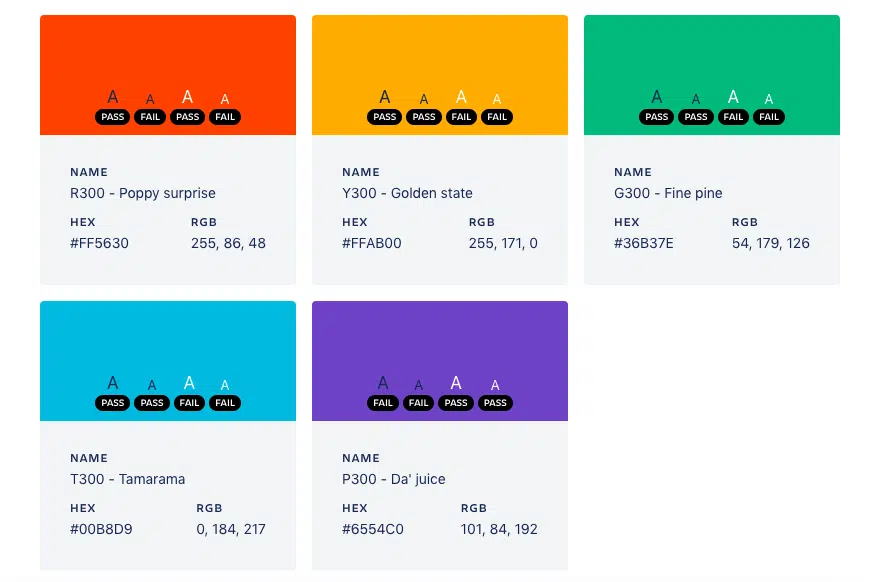 A A A A
PASS FAIL PASS FAIL
NAME
R300 - Poppy surprise
HEX RGB
#FF5630 255, 86, 48
A A A A
PASS PASS FAIL FAIL
NAME
Y300 - Golden state
HEX RGB
#FFAB00 255, 171, 0
A A A A
PASS PASS FAIL FAIL
NAME
G300 - Fine pine
HEX RGB
#36B37E 54, 179, 126
A A A A
PASS PASS FAIL FAIL
NAME
T300 - Tamarama
HEX RGB
#00B8D9 0, 184, 217
A A A A
FAIL FAIL PASS PASS
NAME
P300 - Da' juice
HEX RGB
#6554C0 101, 84, 192